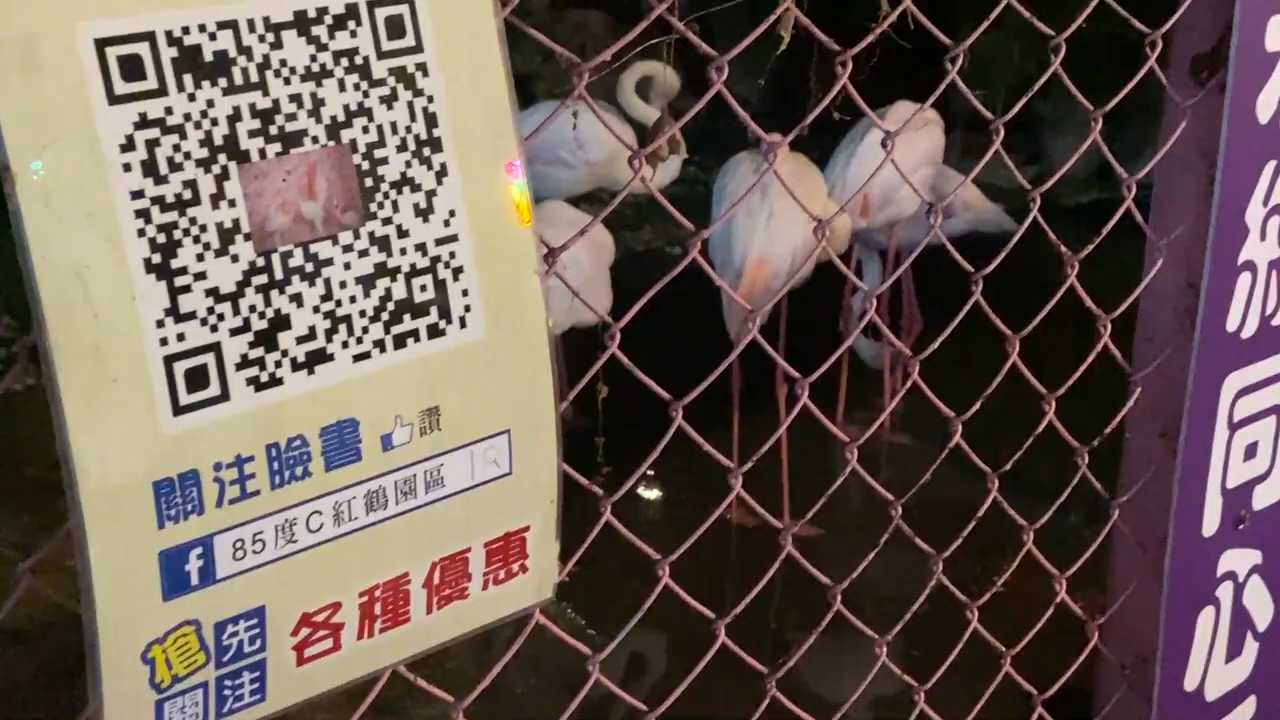 關注臉書 讚
f 85度C紅鶴園區
搶先
關注
各種優惠
同心